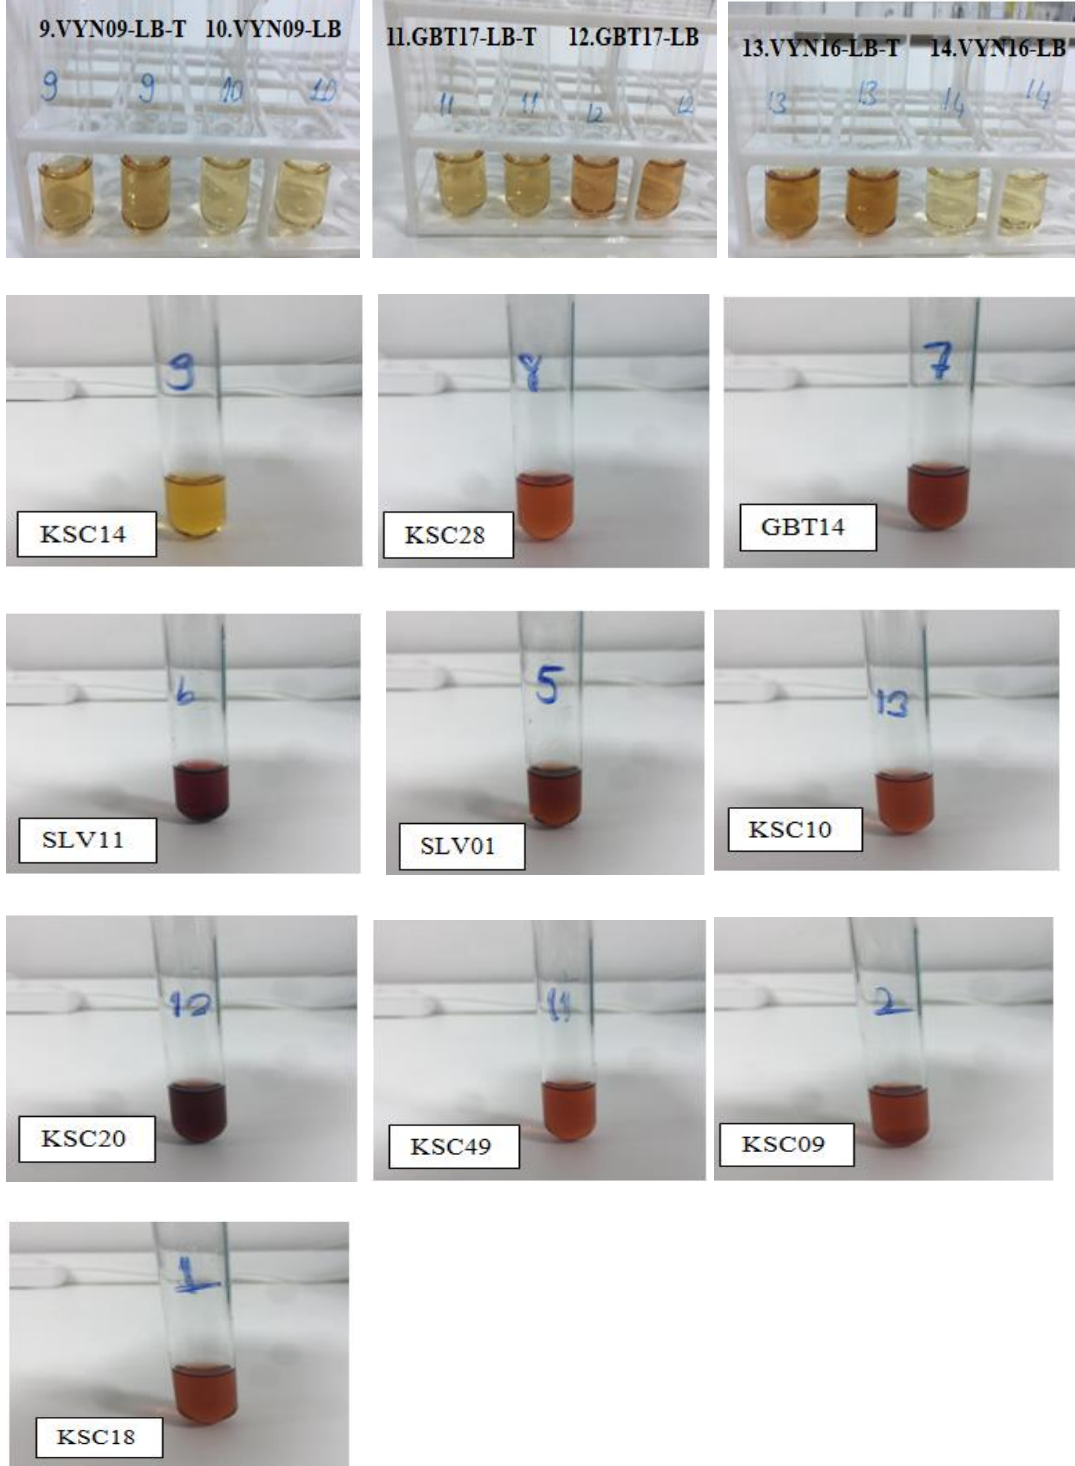 9.VYN09-LB-T 10.VYN09-LB
9 9 10 10
11.GBT17-LB-T 12.GBT17-LB
11 11 12 12
13.VYN16-LB-T 14.VYN16-LB
13 13 14 14
9
KSC14
8
KSC28
7
GBT14
6
SLV11
5
SLV01
13
KSC10
12
KSC20
11
KSC49
2
KSC09
1
KSC18